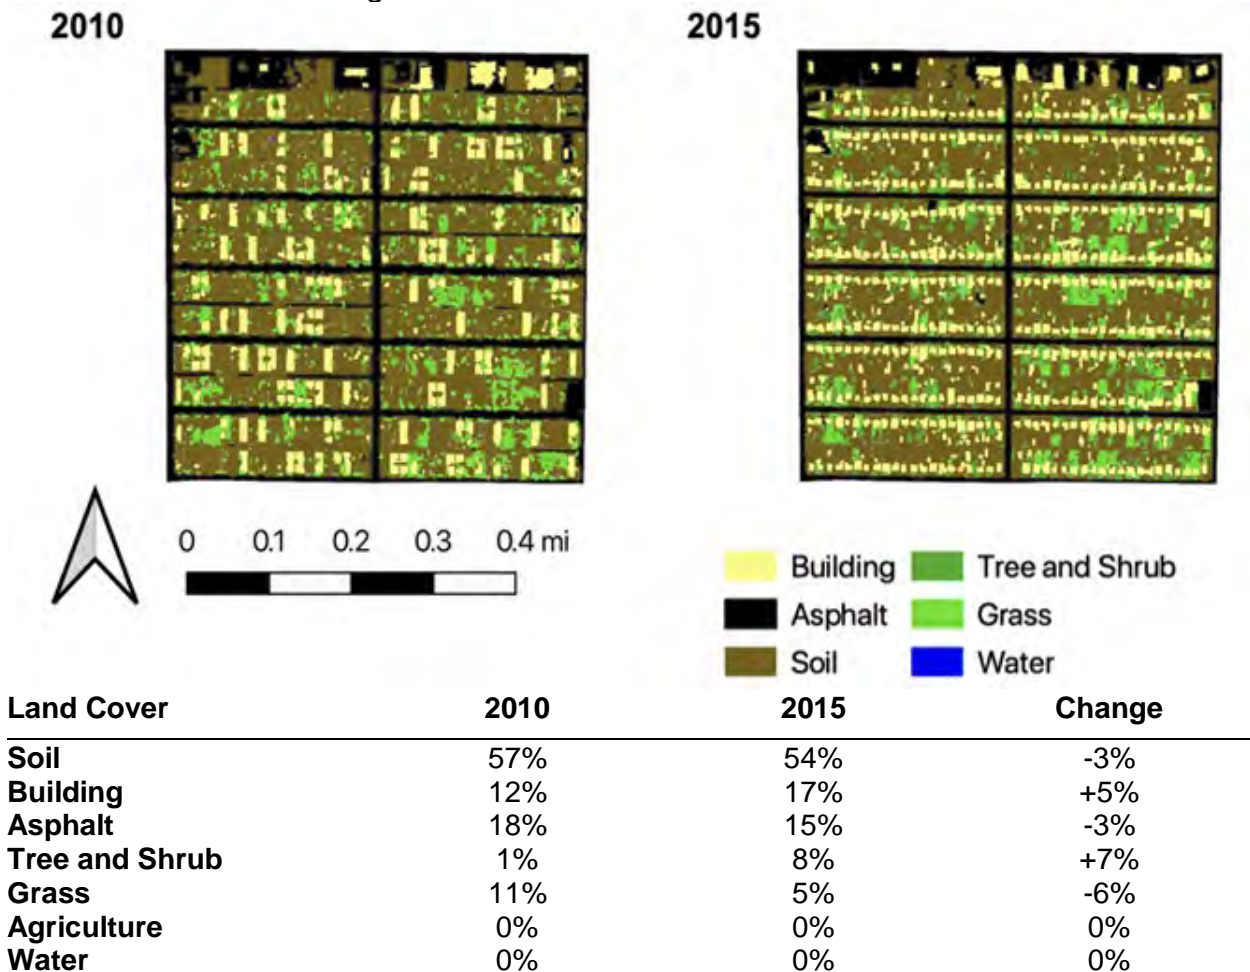 2010 2015
0 0.1 0.2 0.3 0.4 mi
Building Tree and Shrub
Asphalt Grass
Soil Water
Land Cover 2010 2015 Change
Soil 57% 54% -3%
Building 12% 17% +5%
Asphalt 18% 15% -3%
Tree and Shrub 1% 8% +7%
Grass 11% 5% -6%
Agriculture 0% 0% 0%
Water 0% 0% 0%